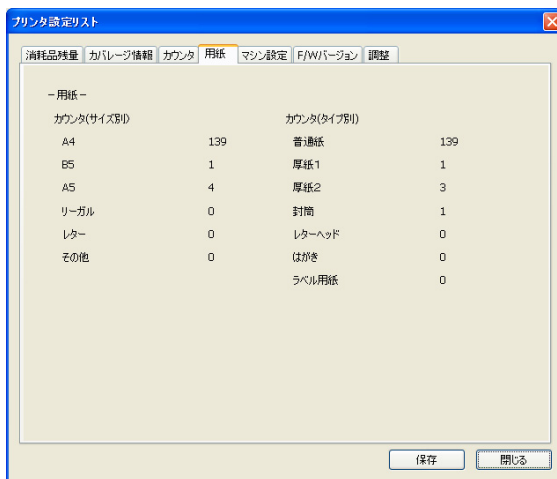 プリンタ設定リスト
消耗品残量 カバレージ情報 カウンタ 用紙 マシン設定 F/Wバージョン 調整
－用紙－
カウンタ(サイズ別) カウンタ(タイプ別)
A4 139 普通紙 139
B5 1 厚紙1 1
A5 4 厚紙2 3
リーガル 0 封筒 1
レター 0 レターヘッド 0
その他 0 はがき 0
ラベル用紙 0
保存 閉じる